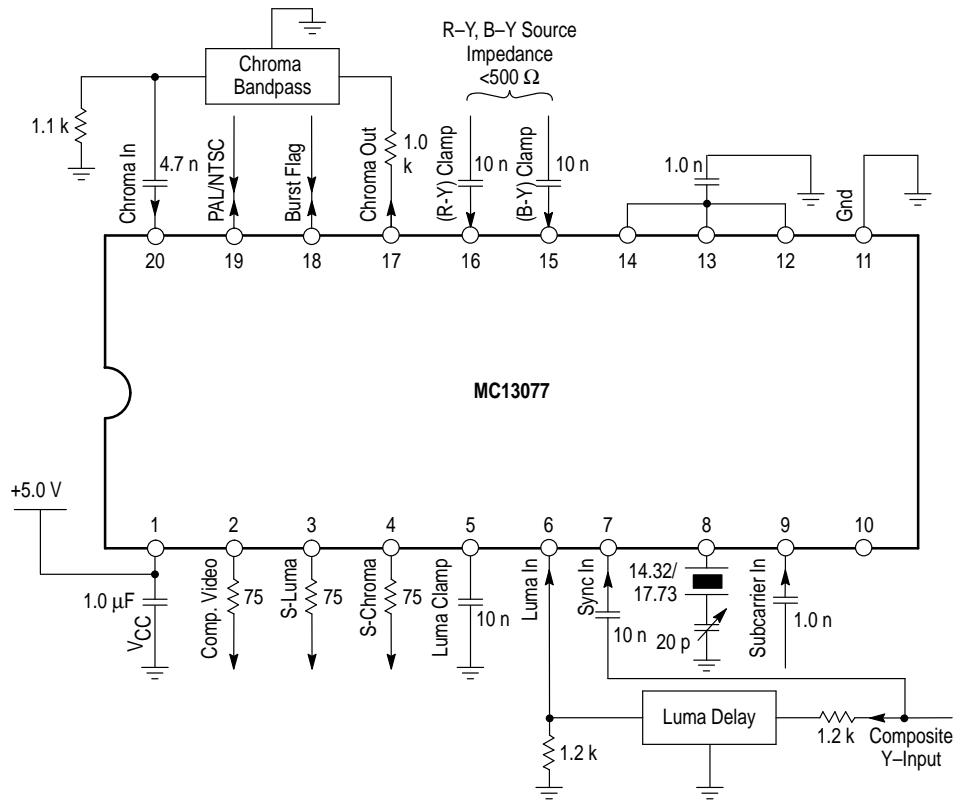 R–Y, B–Y Source
Impedance
<500 Ω
Chroma
Bandpass
1.1 k
Chroma In
4.7 n
PAL/NTSC
Burst Flag
Chroma Out
1.0
k
(R-Y) Clamp
10 n
(B-Y) Clamp
10 n
1.0 n
Gnd
20
19
18
17
16
15
14
13
12
11
MC13077
+5.0 V
1
2
3
4
5
6
7
8
9
10
1.0 µF
VCC
Comp. Video
75
S-Luma
75
S-Chroma
75
Luma Clamp
10 n
Luma In
Sync In
10 n
14.32/
17.73
20 p
Subcarrier In
1.0 n
1.2 k
Luma Delay
1.2 k
Composite
Y–Input